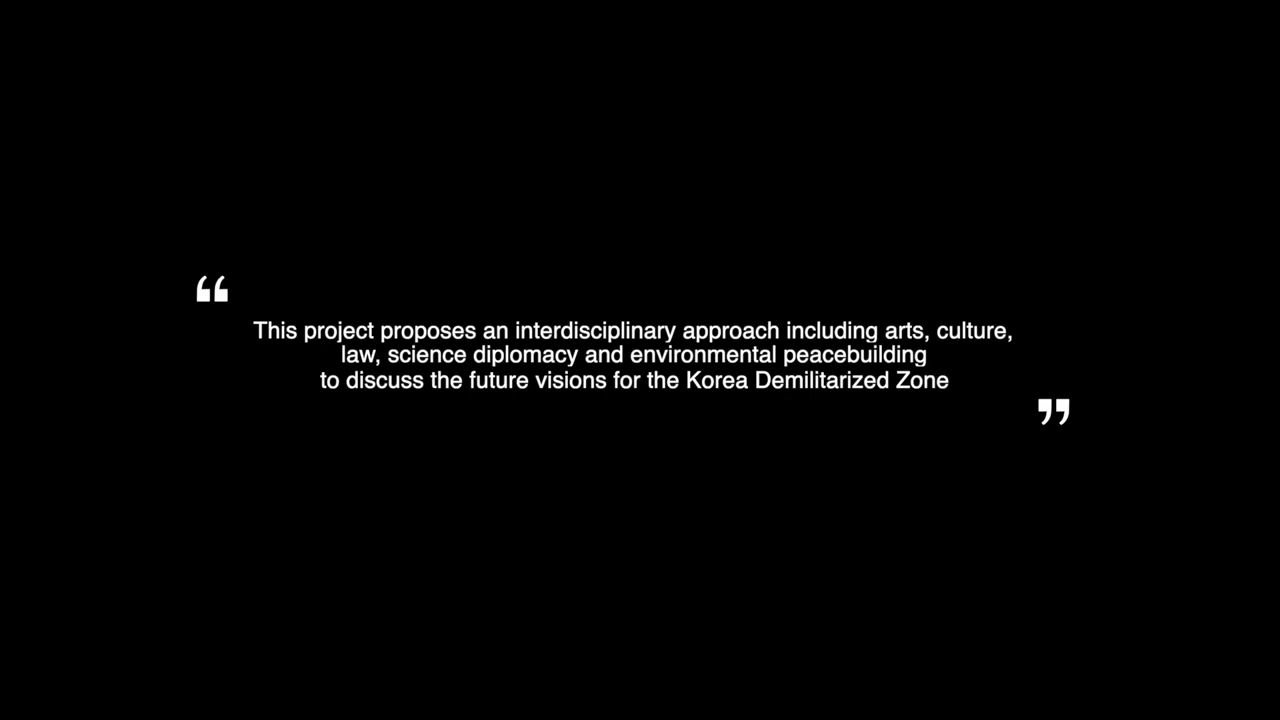 “
This project proposes an interdisciplinary approach including arts, culture,
law, science diplomacy and environmental peacebuilding
to discuss the future visions for the Korea Demilitarized Zone
”